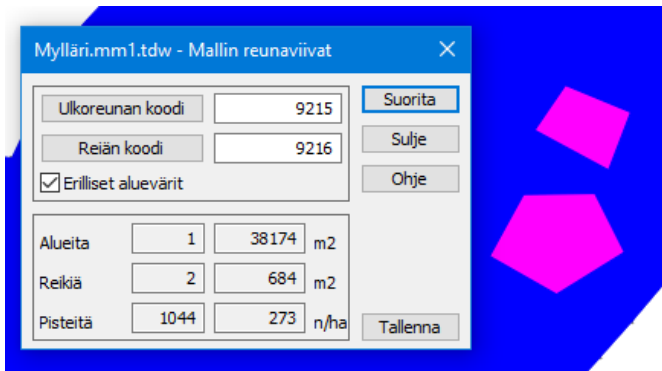 Mylläri.mm1.tdw - Mallin reunaviivat
Ulkoreunan koodi 9215 Suorita
Reiän koodi 9216 Sulje
Erilliset aluevärit Ohje
Alueita 1 38174 m2
Reikiä 2 684 m2
Pisteitä 1044 273 n/ha Tallenna